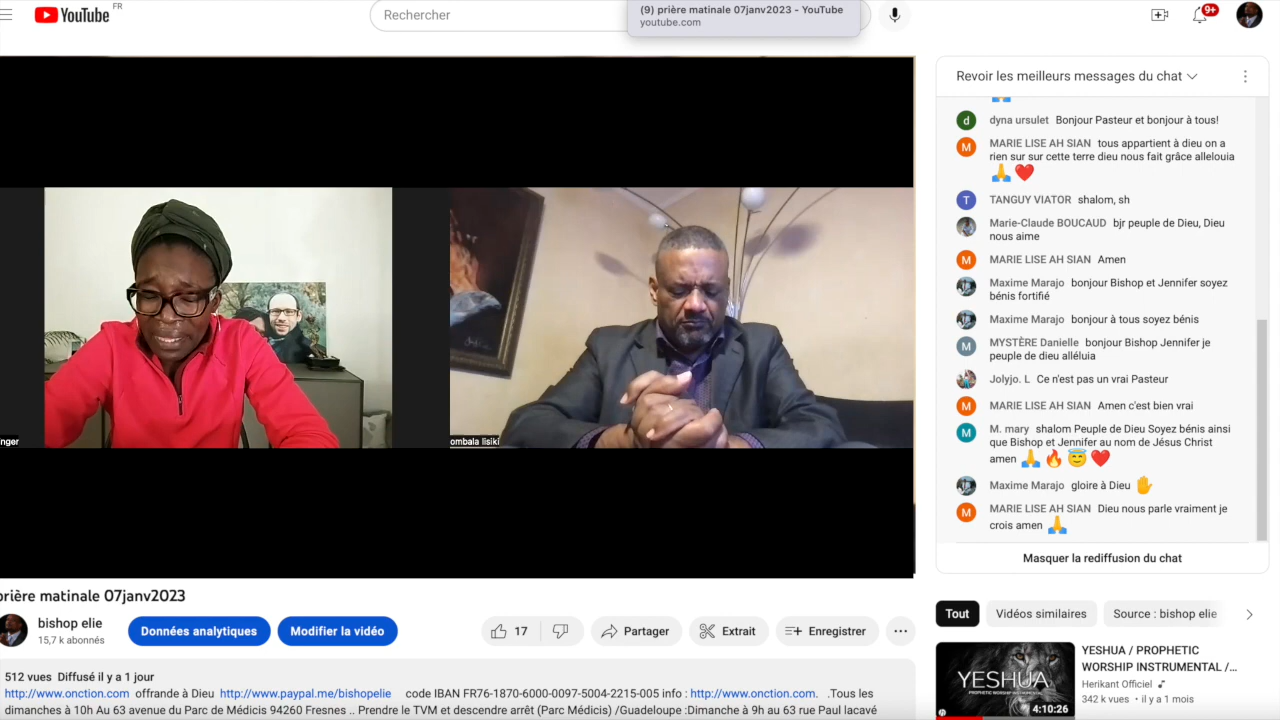 YouTube FR
Rechercher
(9) prière matinale 07janv2023 - YouTube
youtube.com
9+
Revoir les meilleurs messages du chat
dyna ursulet Bonjour Pasteur et bonjour à tous!
MARIE LISE AH SIAN tous appartient à dieu on a
rien sur sur cette terre dieu nous fait grâce allelouia
🙏❤️
TANGUY VIATOR shalom, sh
Marie-Claude BOUCAUD bjr peuple de Dieu, Dieu
nous aime
MARIE LISE AH SIAN Amen
Maxime Marajo bonjour Bishop et Jennifer soyez
bénis fortifié
Maxime Marajo bonjour à tous soyez bénis
MYSTÈRE Danielle bonjour Bishop Jennifer je
peuple de dieu alléluia
Jolyjo. L Ce n'est pas un vrai Pasteur
MARIE LISE AH SIAN Amen c'est bien vrai
M. mary shalom Peuple de Dieu Soyez bénis ainsi
que Bishop et Jennifer au nom de Jésus Christ
amen 🙏🔥😇❤️
Maxime Marajo gloire à Dieu ✋
MARIE LISE AH SIAN Dieu nous parle vraiment je
crois amen 🙏
Masquer la rediffusion du chat
nger
ombala lisiki
prière matinale 07janv2023
bishop elie
15,7 k abonnés
Données analytiques
Modifier la vidéo
17
Partager
Extrait
Enregistrer
512 vues Diffusé il y a 1 jour
http://www.onction.com offrande à Dieu http://www.paypal.me/bishopelie code IBAN FR76-1870-6000-0097-5004-2215-005 info : http://www.onction.com. .Tous les
dimanches à 10h Au 63 avenue du Parc de Médicis 94260 Fresnes. Prendre le TVM et descendre arrêt (Parc Médicis) /Guadeloupe :Dimanche à 9h au 63 rue Paul lacavé
Tout
Vidéos similaires
Source : bishop elie
YESHUA
PROPHETIC WORSHIP INSTRUMENTAL
4:10:26
YESHUA / PROPHETIC
WORSHIP INSTRUMENTAL /...
Herikant Officiel
342 k vues • il y a 1 mois